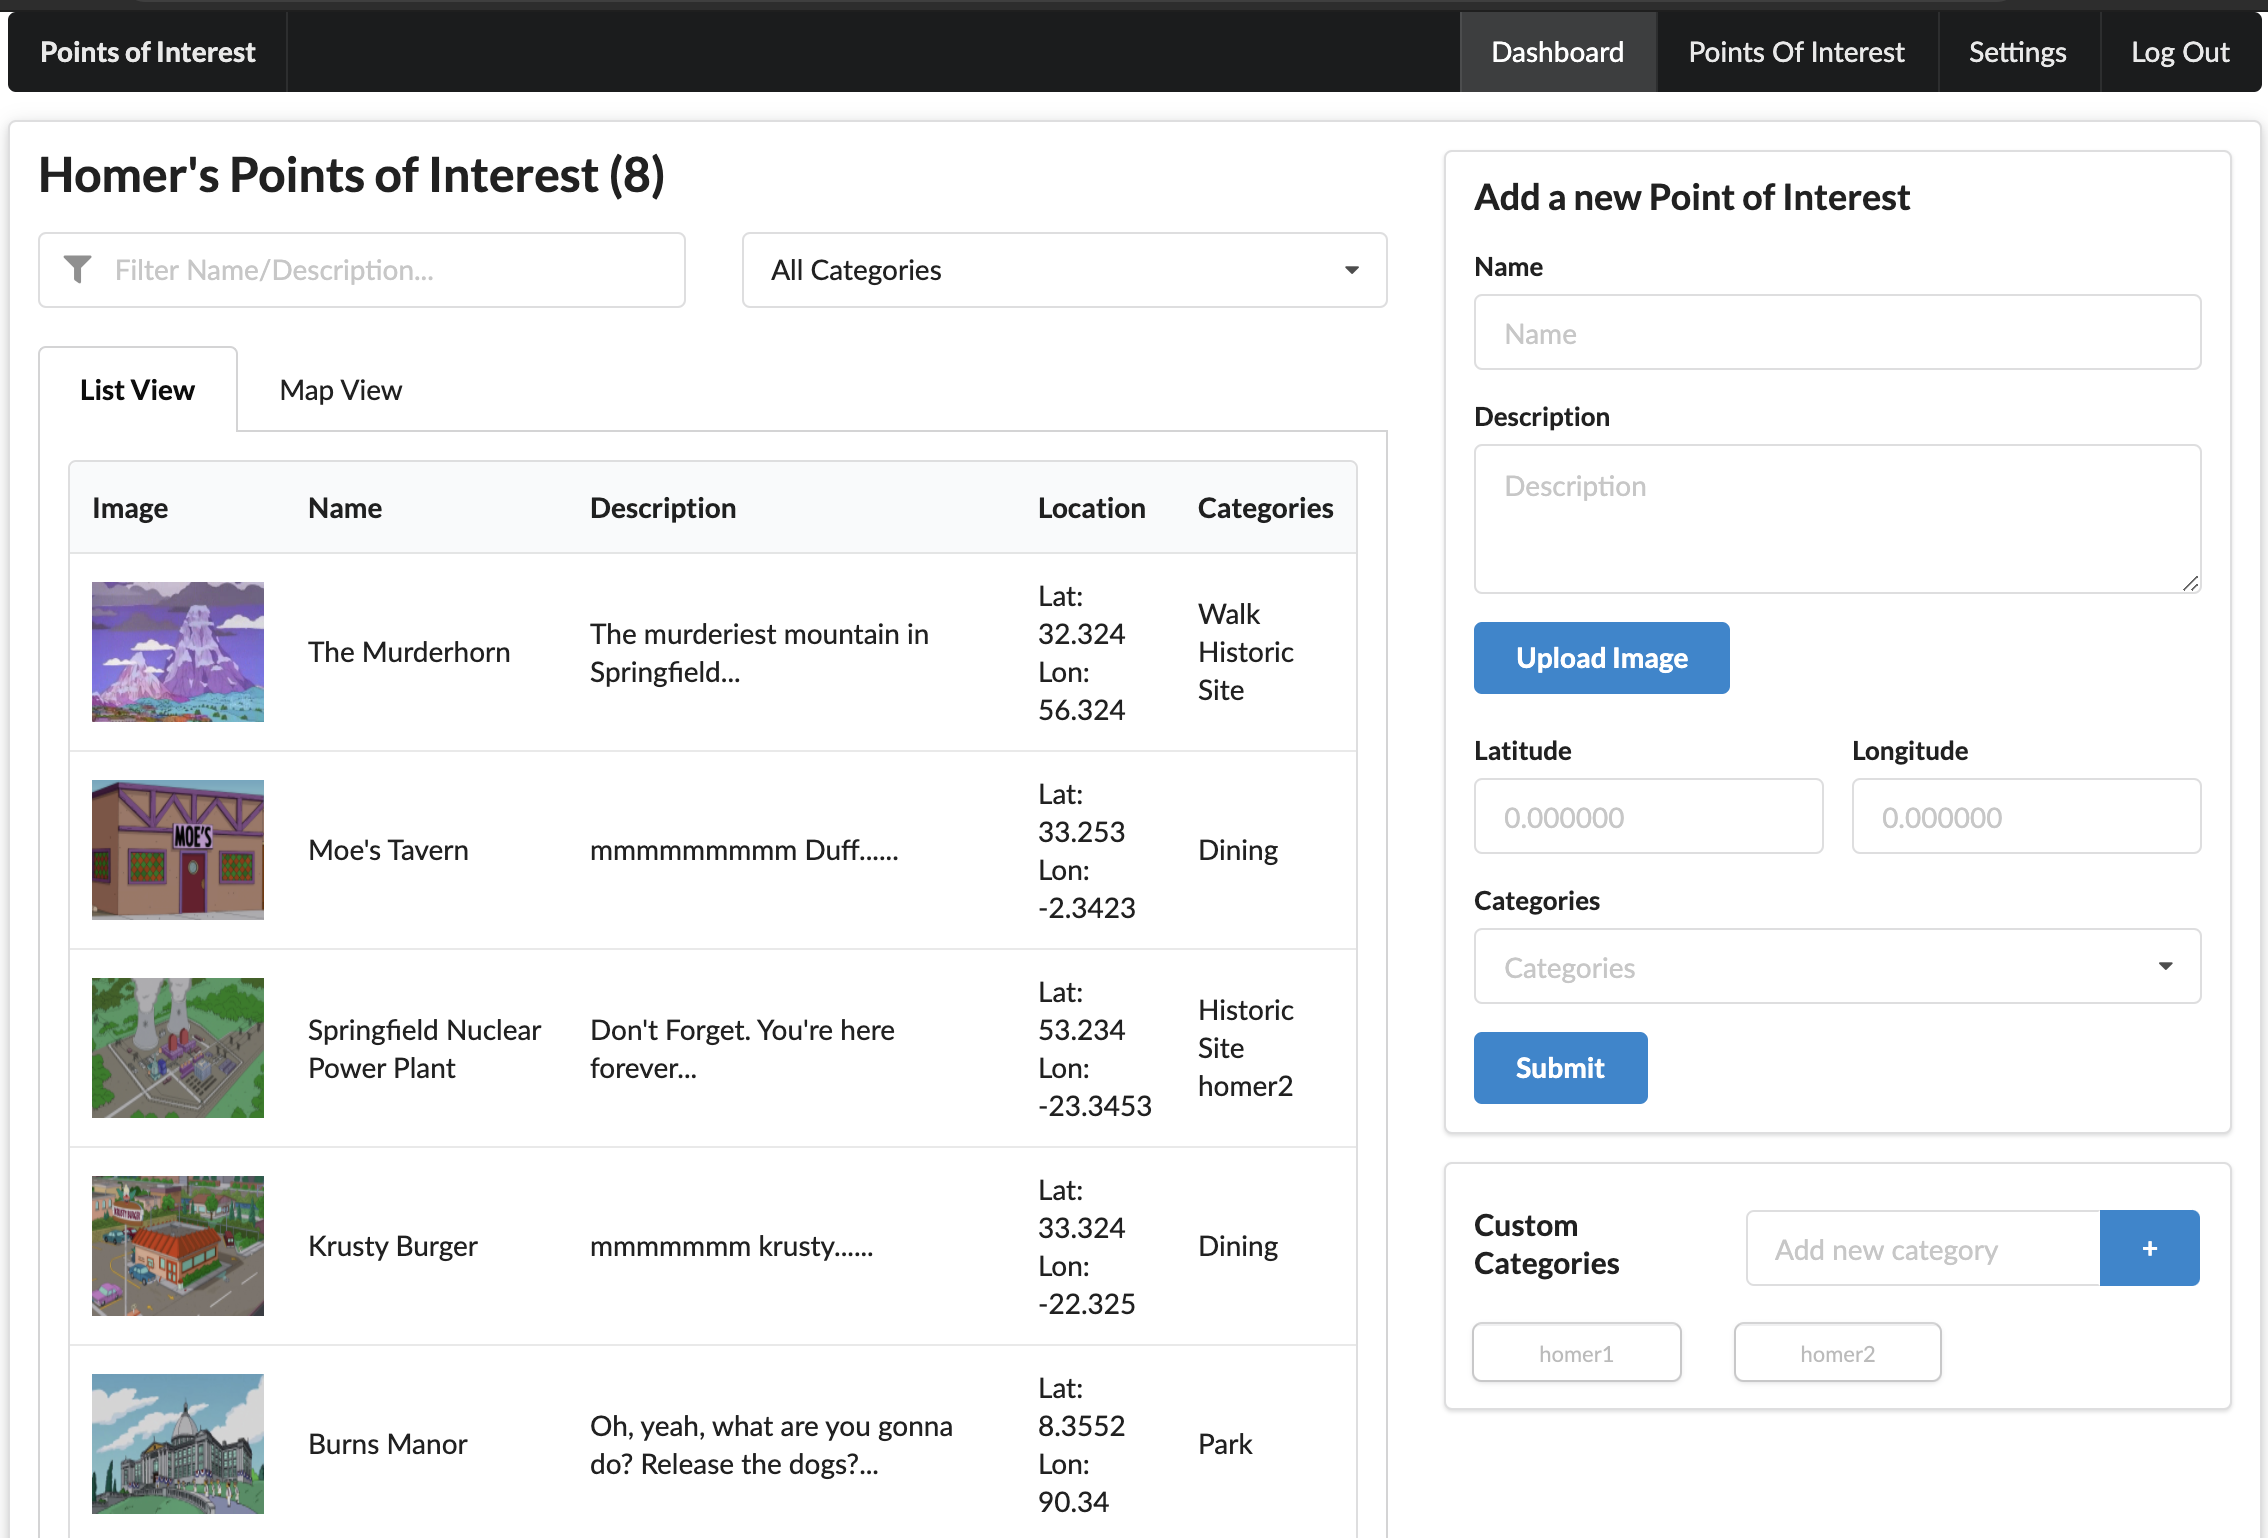 Points of Interest
Dashboard
Points Of Interest
Settings
Log Out
Homer's Points of Interest (8)
Filter Name/Description...
All Categories
List View
Map View
Image
Name
Description
Location
Categories
The Murderhorn
The murderiest mountain in
Springfield...
Lat:
32.324
Lon:
56.324
Walk
Historic
Site
MOE'S
Moe's Tavern
mmmmmmmmm Duff......
Lat:
33.253
Lon:
-2.3423
Dining
Springfield Nuclear
Power Plant
Don't Forget. You're here
forever...
Lat:
53.234
Lon:
-23.3453
Historic
Site
homer2
KRUSTY BURGER
Krusty Burger
mmmmmmm krusty......
Lat:
33.324
Lon:
-22.325
Dining
Burns Manor
Oh, yeah, what are you gonna
do? Release the dogs?...
Lat:
8.3552
Lon:
90.34
Park
Add a new Point of Interest
Name
Name
Description
Description
Upload Image
Latitude
Longitude
0.000000
0.000000
Categories
Categories
Submit
Custom
Categories
Add new category
+
homer1
homer2